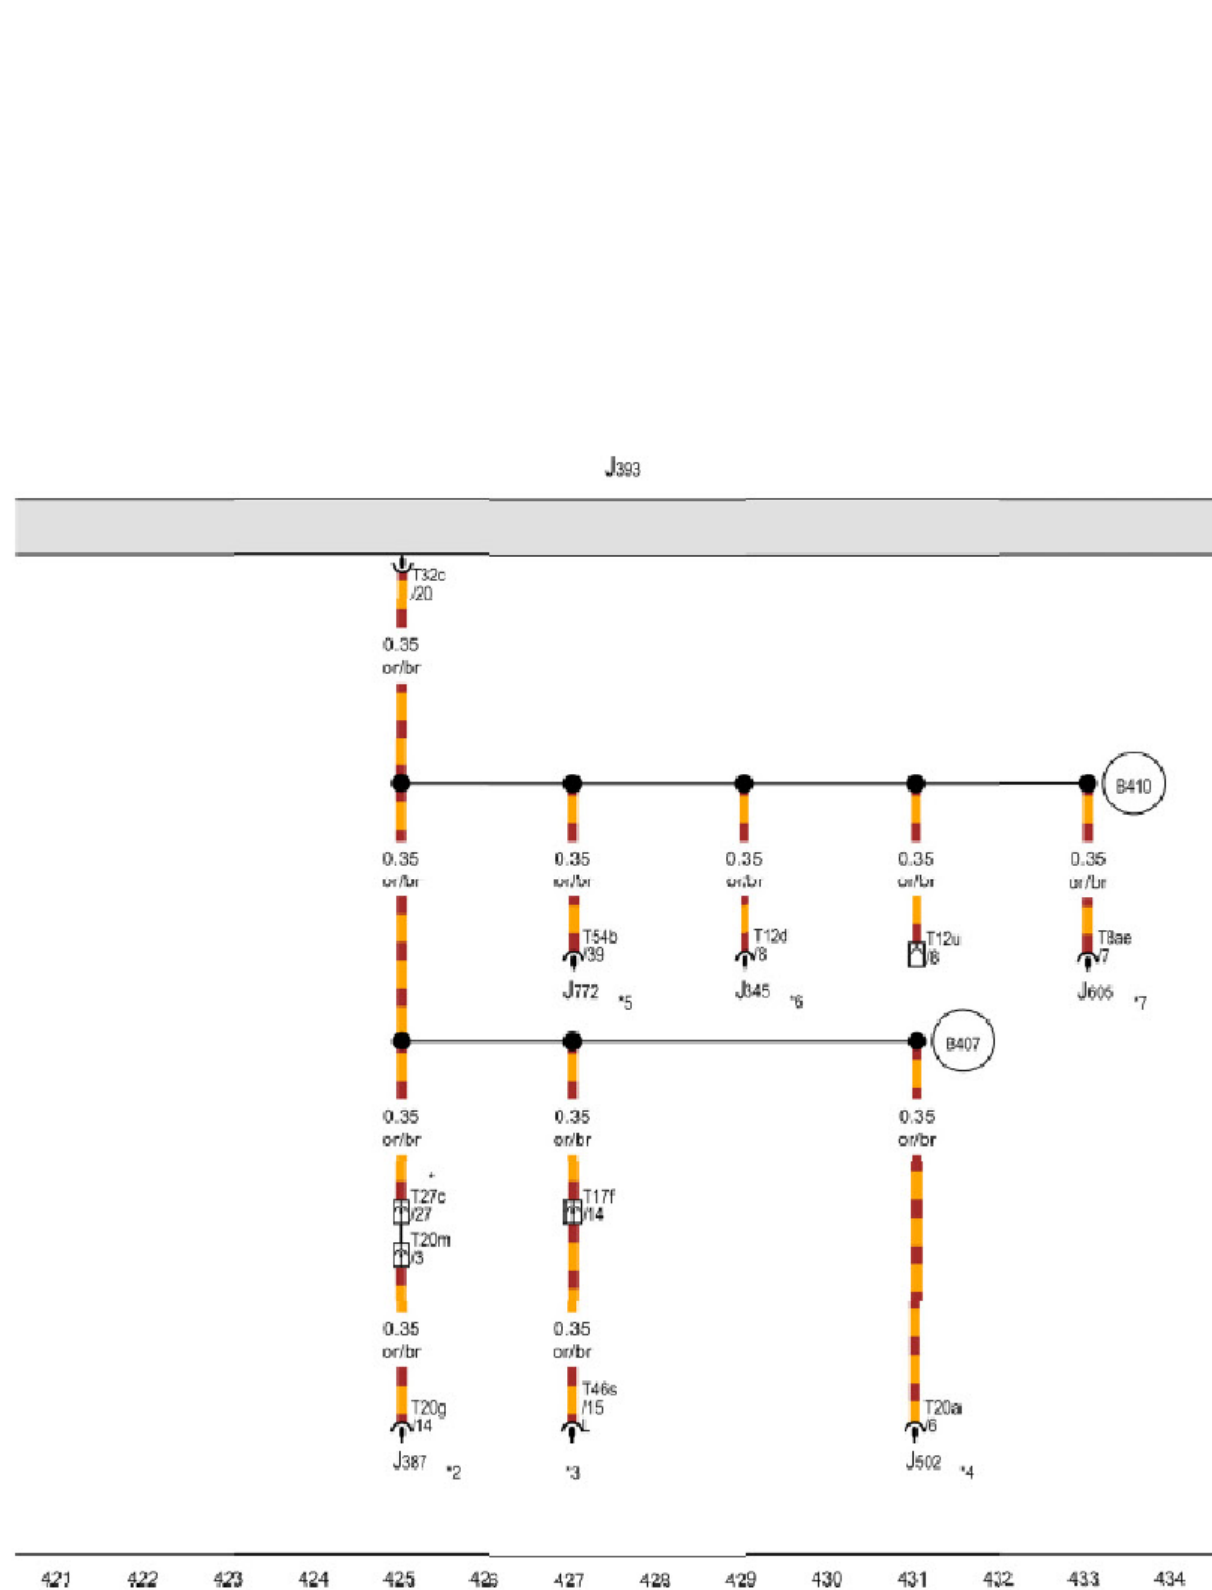 J393
T32c
/20
0.35
or/br
B410
0.35 0.35 0.35 0.35 0.35
or/br or/br or/br or/br or/br
T54b T12d T12u T8ae
/39 /8 /8 /7
J772 *5 J345 *6 J605 *7
B407
0.35 0.35 0.35
or/br or/br or/br
*
T27c T17f
/27 /14
T20m
/3
0.35 0.35
or/br or/br
T20g T46s T20ai
/14 /15 /6
L
J387 *2 *3 J502 *4
421 422 423 424 425 426 427 428 429 430 431 432 433 434